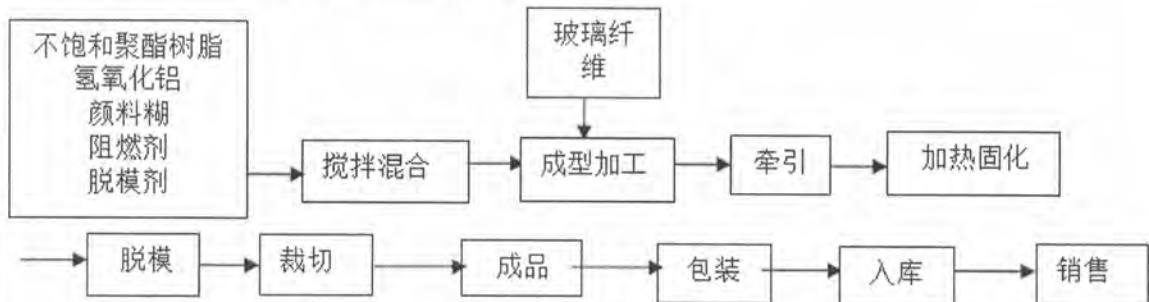 不饱和聚酯树脂
氢氧化铝
颜料糊
阻燃剂
脱模剂
搅拌混合
玻璃纤
维
成型加工
牵引
加热固化
脱模
裁切
成品
包装
入库
销售